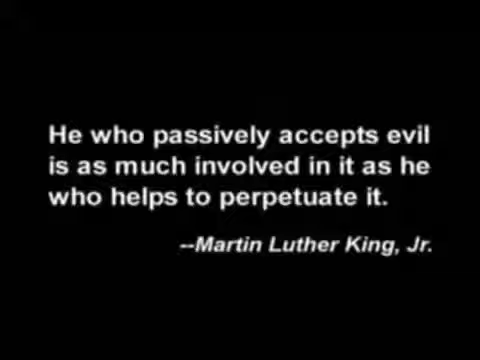 He who passively accepts evil
is as much involved in it as he
who helps to perpetuate it.
--Martin Luther King, Jr.